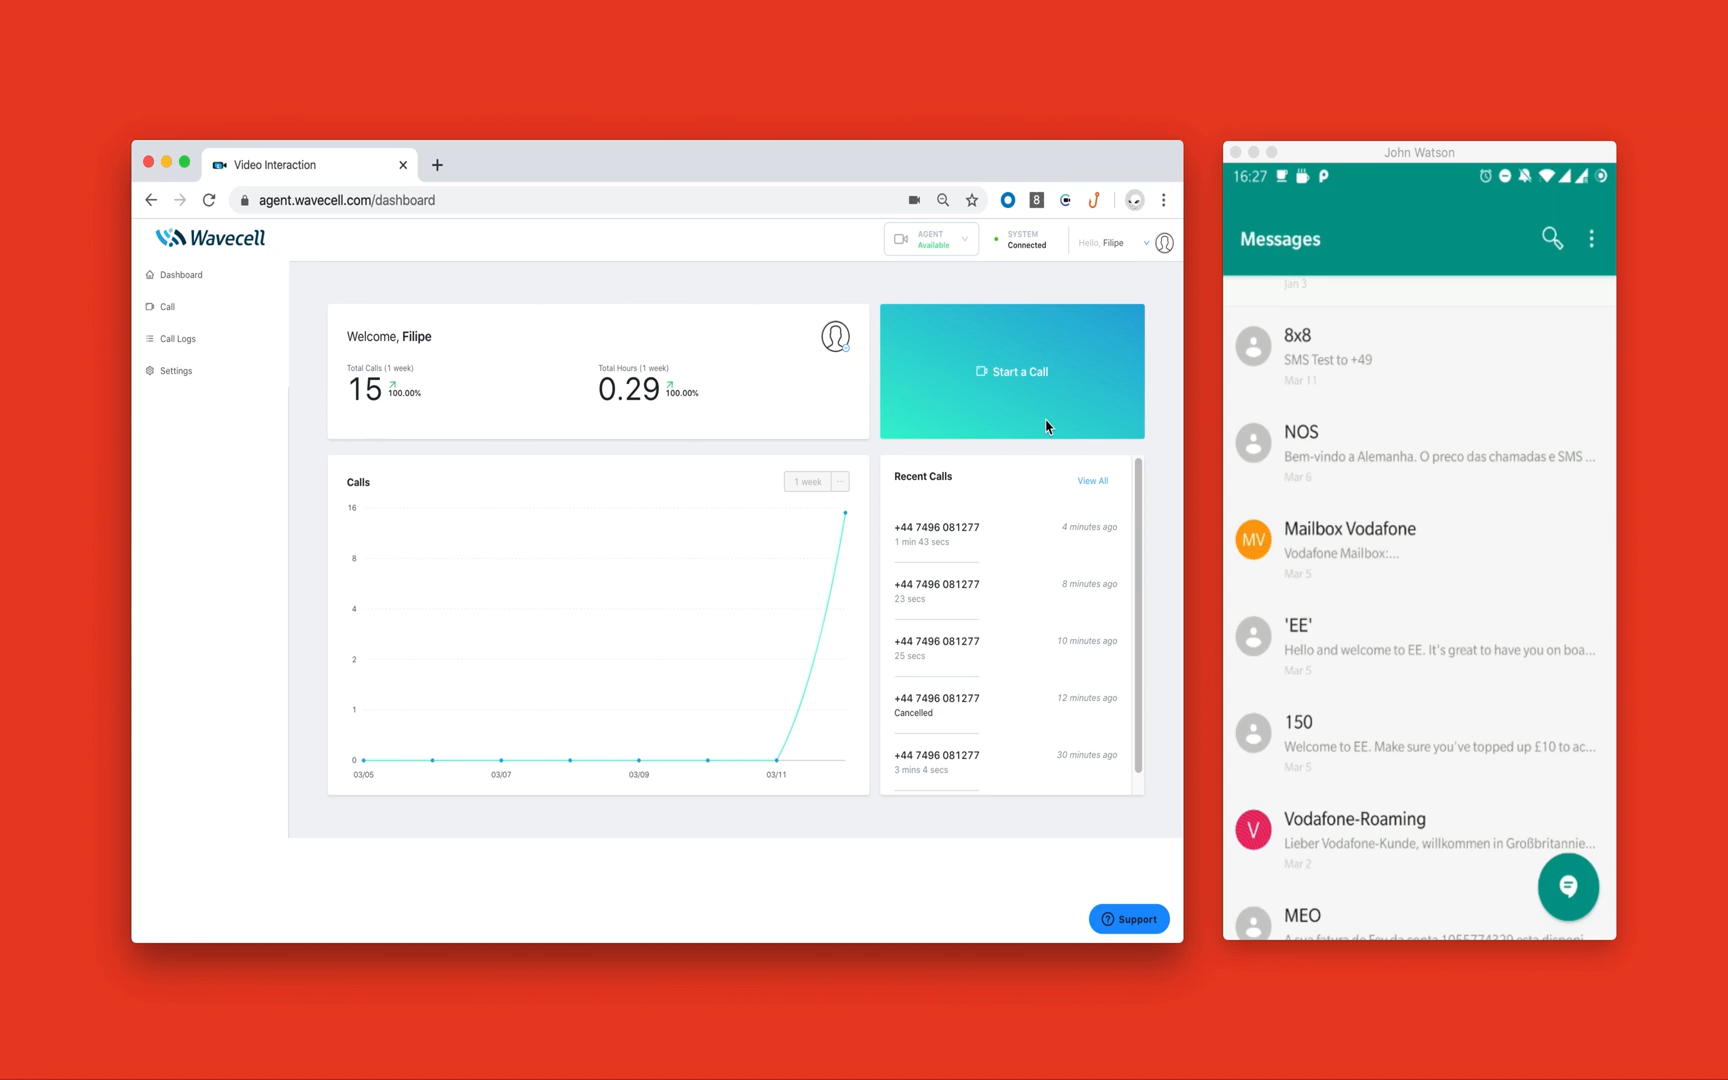 Video Interaction
agent.wavecell.com/dashboard
8
Wavecell
AGENT
Available
SYSTEM
Connected
Hello, Filipe
Dashboard
Call
Call Logs
Settings
Welcome, Filipe
Total Calls (1 week)
15
100.00%
Total Hours (1 week)
0.29
100.00%
Start a Call
Calls
1 week
16
8
4
2
1
0
03/05
03/07
03/09
03/11
Recent Calls
View All
+44 7496 081277
4 minutes ago
1 min 43 secs
+44 7496 081277
8 minutes ago
23 secs
+44 7496 081277
10 minutes ago
25 secs
+44 7496 081277
12 minutes ago
Cancelled
+44 7496 081277
30 minutes ago
3 mins 4 secs
Support
John Watson
16:27
Messages
Jan 3
8x8
SMS Test to +49
Mar 11
NOS
Bem-vindo a Alemanha. O preco das chamadas e SMS ...
Mar 6
MV
Mailbox Vodafone
Vodafone Mailbox:...
Mar 5
'EE'
Hello and welcome to EE. It's great to have you on boa...
Mar 5
150
Welcome to EE. Make sure you've topped up £10 to ac...
Mar 5
V
Vodafone-Roaming
Lieber Vodafone-Kunde, willkommen in Großbritannie...
Mar 2
MEO